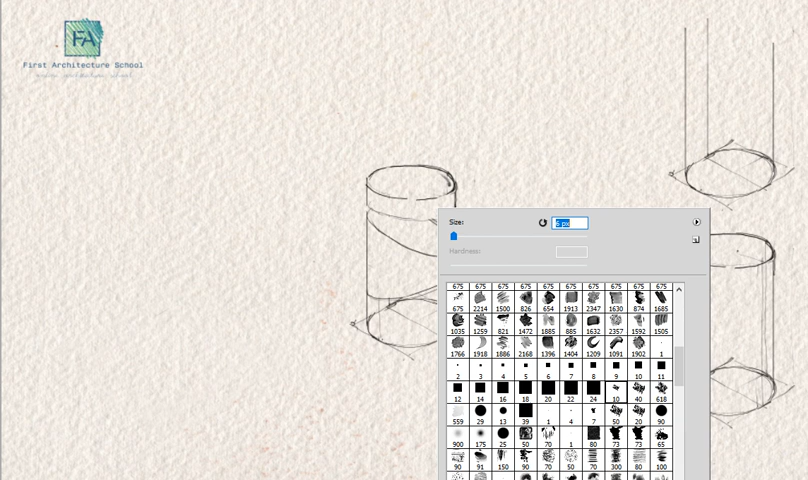 FA
First Architecture School
Size: px
Hardness:
675 675 675 675 675 675 675 675 675 675
675 2214 1500 826 654 1913 2347 1630 874 1685
1035 1259 821 1472 1885 885 1632 2357 1592 1505
1766 1918 1886 2168 1396 1404 1209 1091 1902 1
2 3 4 5 6 7 8 9 10 11
12 14 16 18 20 22 24 10 40 618
559 29 13 39 1 4 7 50 20 90
900 175 25 50 70 1 80 73 73 65
90 91 150 90 70 50 70 300 80 100